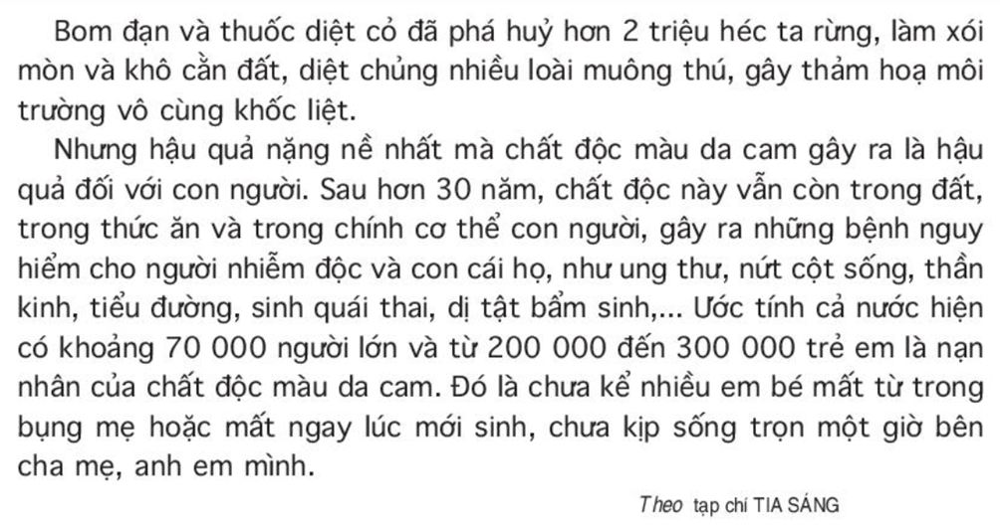 Bom đạn và thuốc diệt cỏ đã phá huỷ hơn 2 triệu héc ta rừng, làm xói
mòn và khô cằn đất, diệt chủng nhiều loài muông thú, gây thảm hoạ môi
trường vô cùng khốc liệt.
Nhưng hậu quả nặng nề nhất mà chất độc màu da cam gây ra là hậu
quả đối với con người. Sau hơn 30 năm, chất độc này vẫn còn trong đất,
trong thức ăn và trong chính cơ thể con người, gây ra những bệnh nguy
hiểm cho người nhiễm độc và con cái họ, như ung thư, nứt cột sống, thần
kinh, tiểu đường, sinh quái thai, dị tật bẩm sinh,... Ước tính cả nước hiện
có khoảng 70 000 người lớn và từ 200 000 đến 300 000 trẻ em là nạn
nhân của chất độc màu da cam. Đó là chưa kể nhiều em bé mất từ trong
bụng mẹ hoặc mất ngay lúc mới sinh, chưa kịp sống trọn một giờ bên
cha mẹ, anh em mình.
Theo tạp chí TIA SÁNG